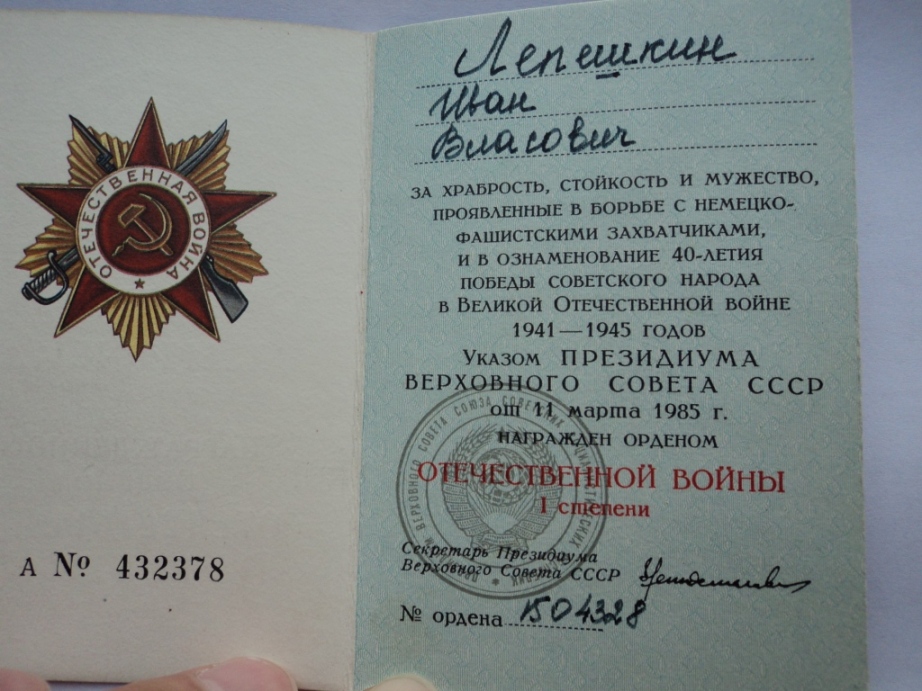 ОТЕЧЕСТВЕННАЯ ВОЙНА
А № 432378
Лепешкин
Иван
Власович
ЗА ХРАБРОСТЬ, СТОЙКОСТЬ И МУЖЕСТВО,
ПРОЯВЛЕННЫЕ В БОРЬБЕ С НЕМЕЦКО-
ФАШИСТСКИМИ ЗАХВАТЧИКАМИ,
И В ОЗНАМЕНОВАНИЕ 40-ЛЕТИЯ
ПОБЕДЫ СОВЕТСКОГО НАРОДА
В ВЕЛИКОЙ ОТЕЧЕСТВЕННОЙ ВОЙНЕ
1941—1945 ГОДОВ
УКАЗОМ ПРЕЗИДИУМА
ВЕРХОВНОГО СОВЕТА СССР
от 11 марта 1985 г.
НАГРАЖДЕН ОРДЕНОМ
ОТЕЧЕСТВЕННОЙ ВОЙНЫ
I степени
Секретарь Президиума
Верховного Совета СССР
№ ордена 1504328